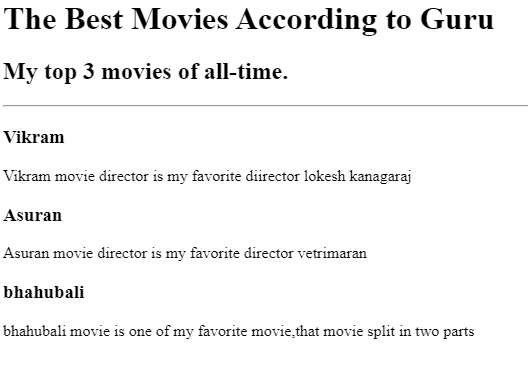 The Best Movies According to Guru
My top 3 movies of all-time.
Vikram
Vikram movie director is my favorite diirector lokesh kanagaraj
Asuran
Asuran movie director is my favorite director vetrimaran
bhahubali
bhahubali movie is one of my favorite movie,that movie split in two parts